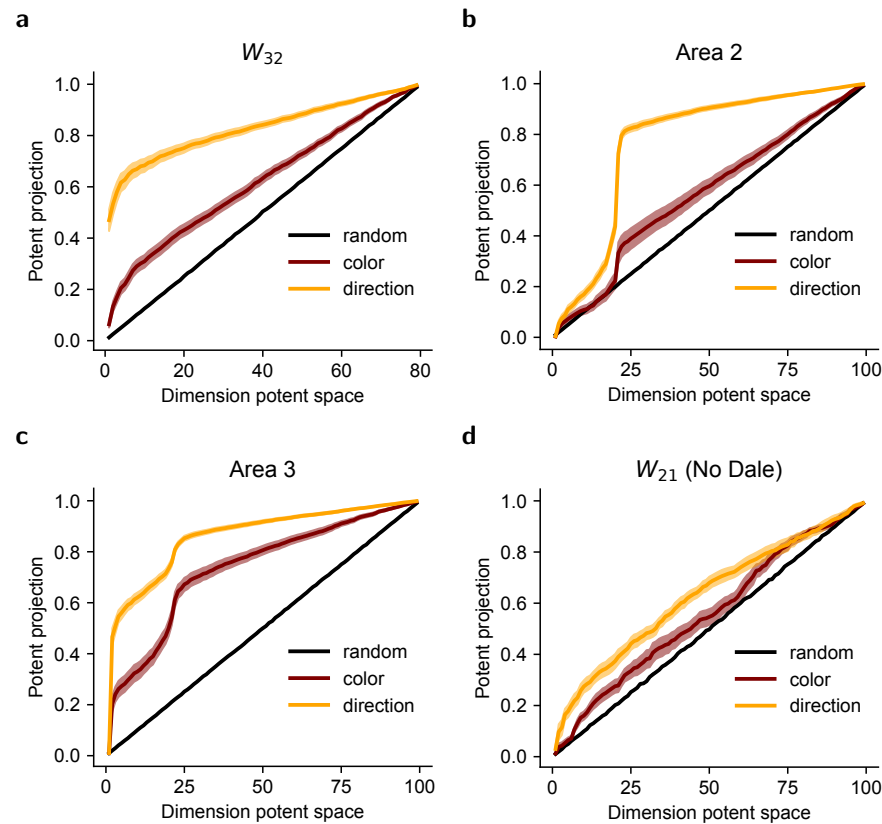 a
W32
1.0
0.8
0.6
0.4
0.2
0.0
Potent projection
random
color
direction
0
20
40
60
80
Dimension potent space
b
Area 2
1.0
0.8
0.6
0.4
0.2
0.0
Potent projection
random
color
direction
0
25
50
75
100
Dimension potent space
c
Area 3
1.0
0.8
0.6
0.4
0.2
0.0
Potent projection
random
color
direction
0
25
50
75
100
Dimension potent space
d
W21 (No Dale)
1.0
0.8
0.6
0.4
0.2
0.0
Potent projection
random
color
direction
0
25
50
75
100
Dimension potent space